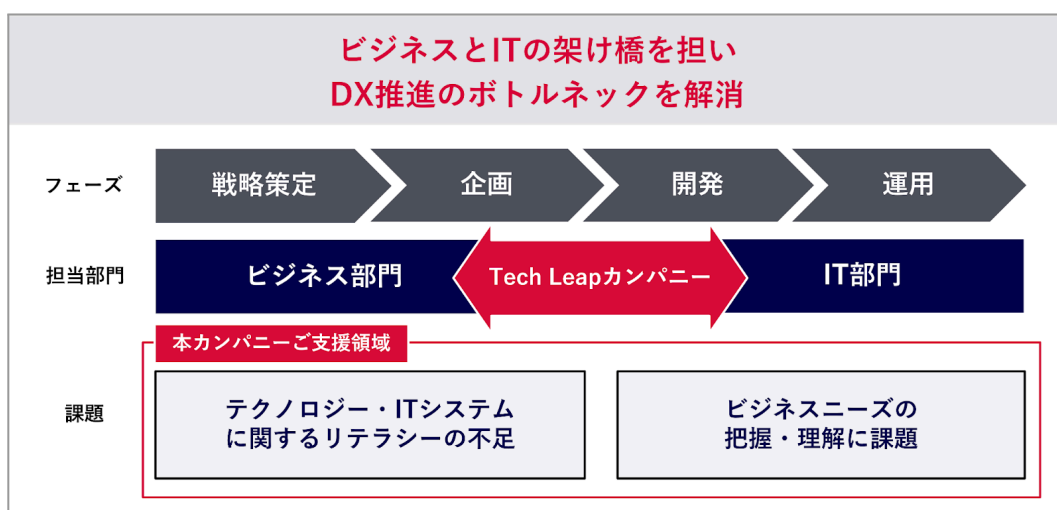 ビジネスとITの架け橋を担い
DX推進のボトルネックを解消
フェーズ
戦略策定
企画
開発
運用
担当部門
ビジネス部門
Tech Leapカンパニー
IT部門
本カンパニーご支援領域
課題
テクノロジー・ITシステム
に関するリテラシーの不足
ビジネスニーズの
把握・理解に課題